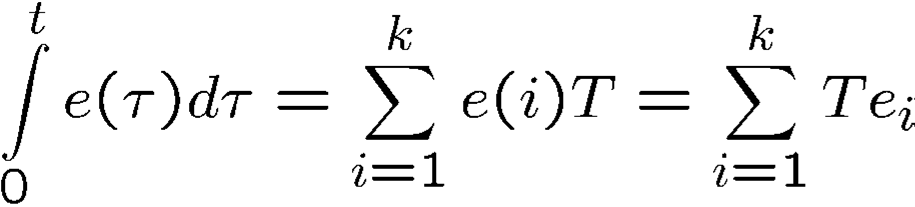 ∫₀ᵗ e(τ)dτ = ∑ᵢ₌₁ᵏ e(i)T = ∑ᵢ₌₁ᵏ Teᵢ